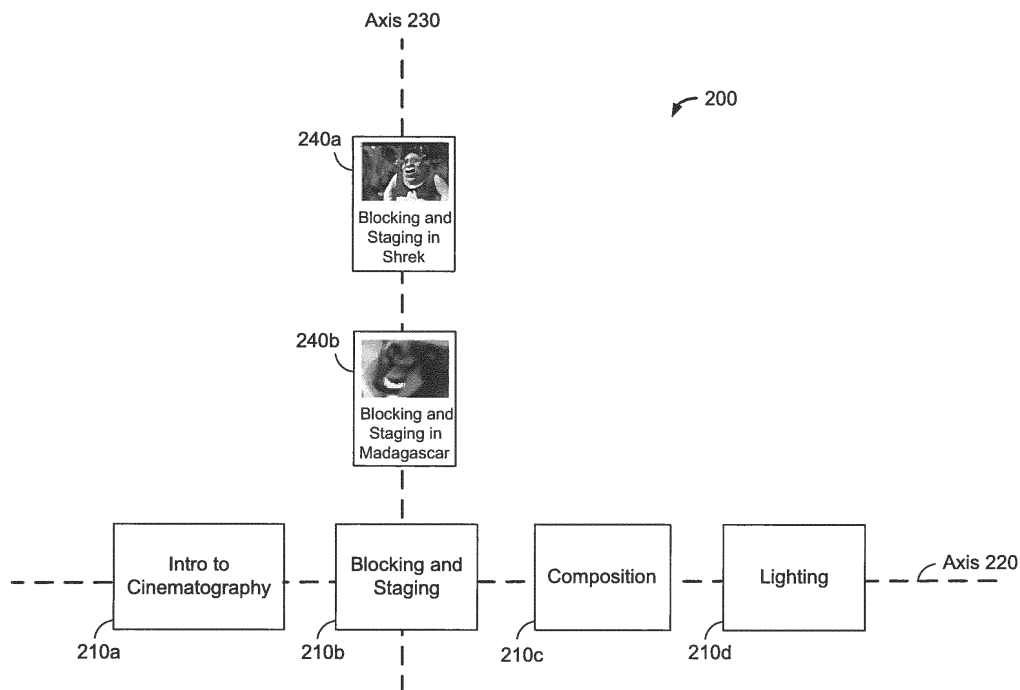 Axis 230
200
240a
Blocking and
Staging in
Shrek
240b
Blocking and
Staging in
Madagascar
Intro to
Cinematography
Blocking and
Staging
Composition
Lighting
Axis 220
210a
210b
210c
210d